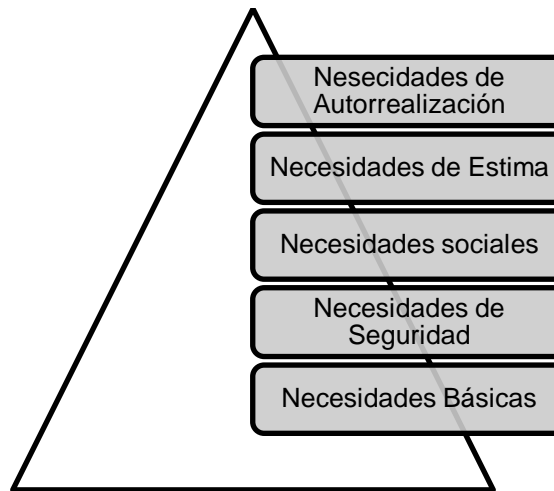 Nesecidades de
Autorrealización
Necesidades de Estima
Necesidades sociales
Necesidades de
Seguridad
Necesidades Básicas